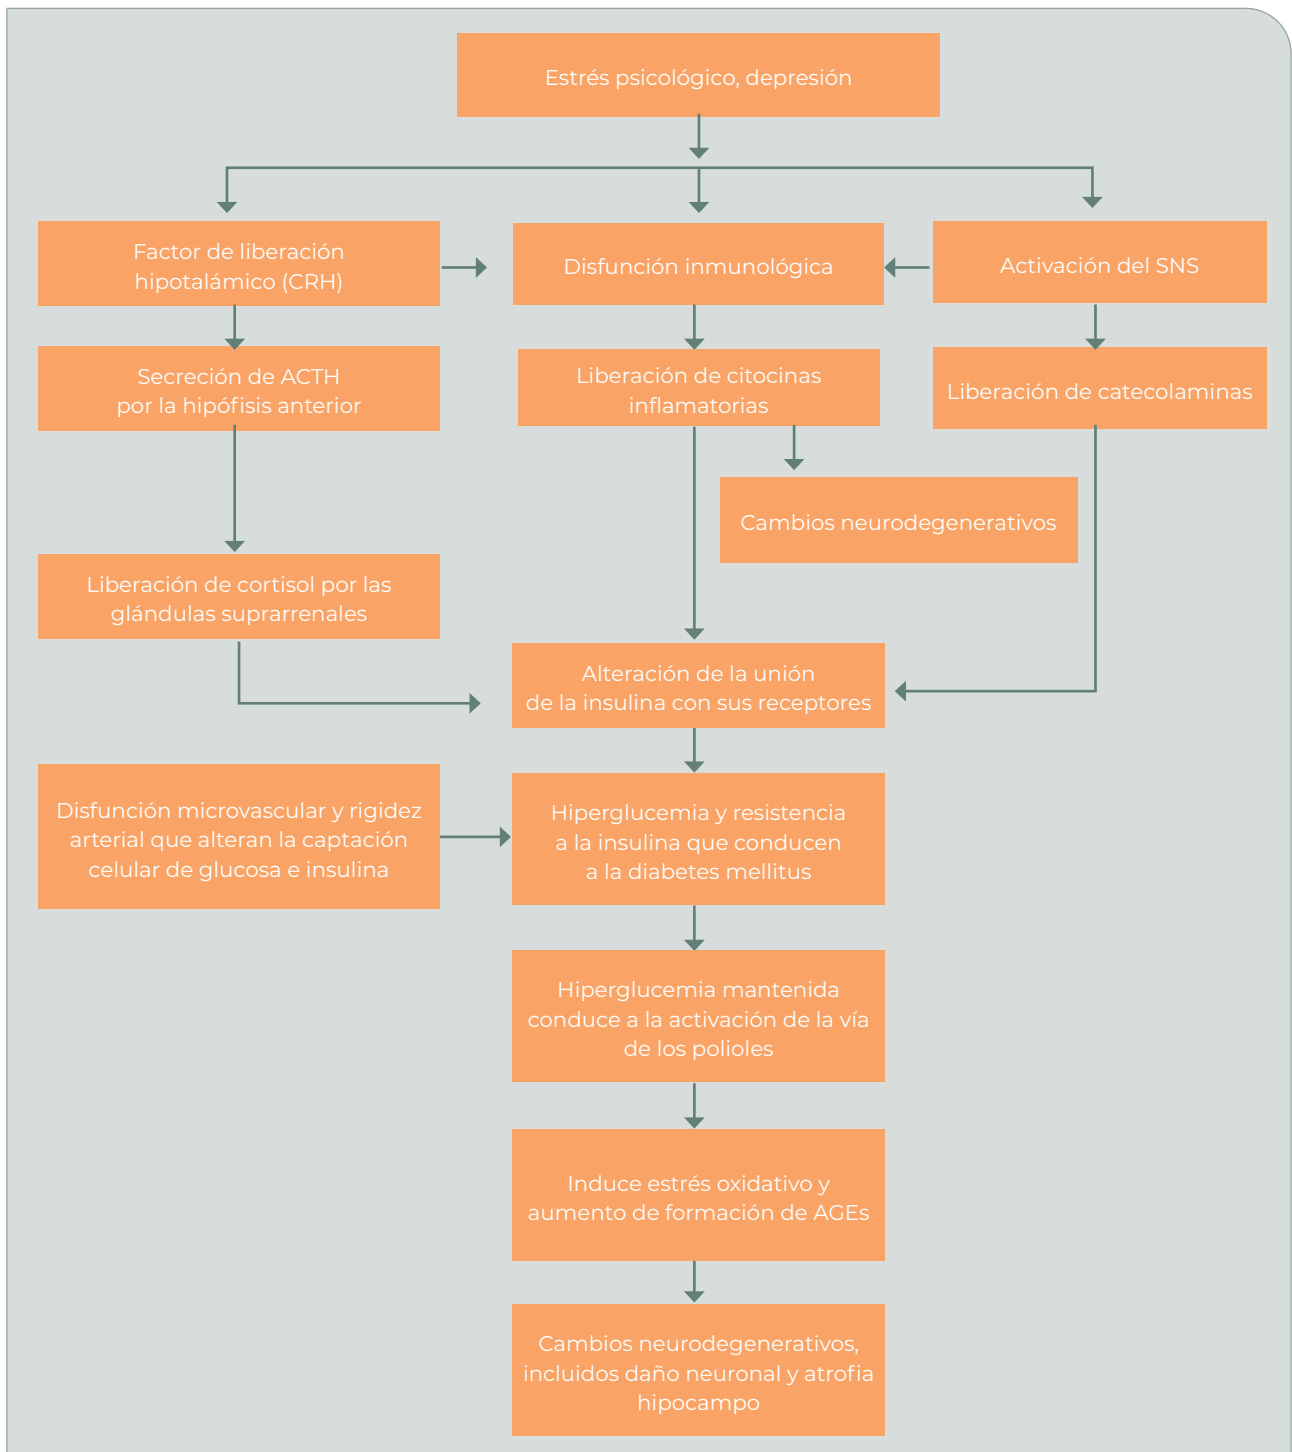 Estrés psicológico, depresión
Factor de liberación
hipotalámico (CRH)
Disfunción inmunológica
Activación del SNS
Secreción de ACTH
por la hipófisis anterior
Liberación de citocinas
inflamatorias
Liberación de catecolaminas
Cambios neurodegenerativos
Liberación de cortisol por las
glándulas suprarrenales
Alteración de la unión
de la insulina con sus receptores
Disfunción microvascular y rigidez
arterial que alteran la captación
celular de glucosa e insulina
Hiperglucemia y resistencia
a la insulina que conducen
a la diabetes mellitus
Hiperglucemia mantenida
conduce a la activación de la vía
de los polioles
Induce estrés oxidativo y
aumento de formación de AGEs
Cambios neurodegenerativos,
incluidos daño neuronal y atrofia
hipocampo